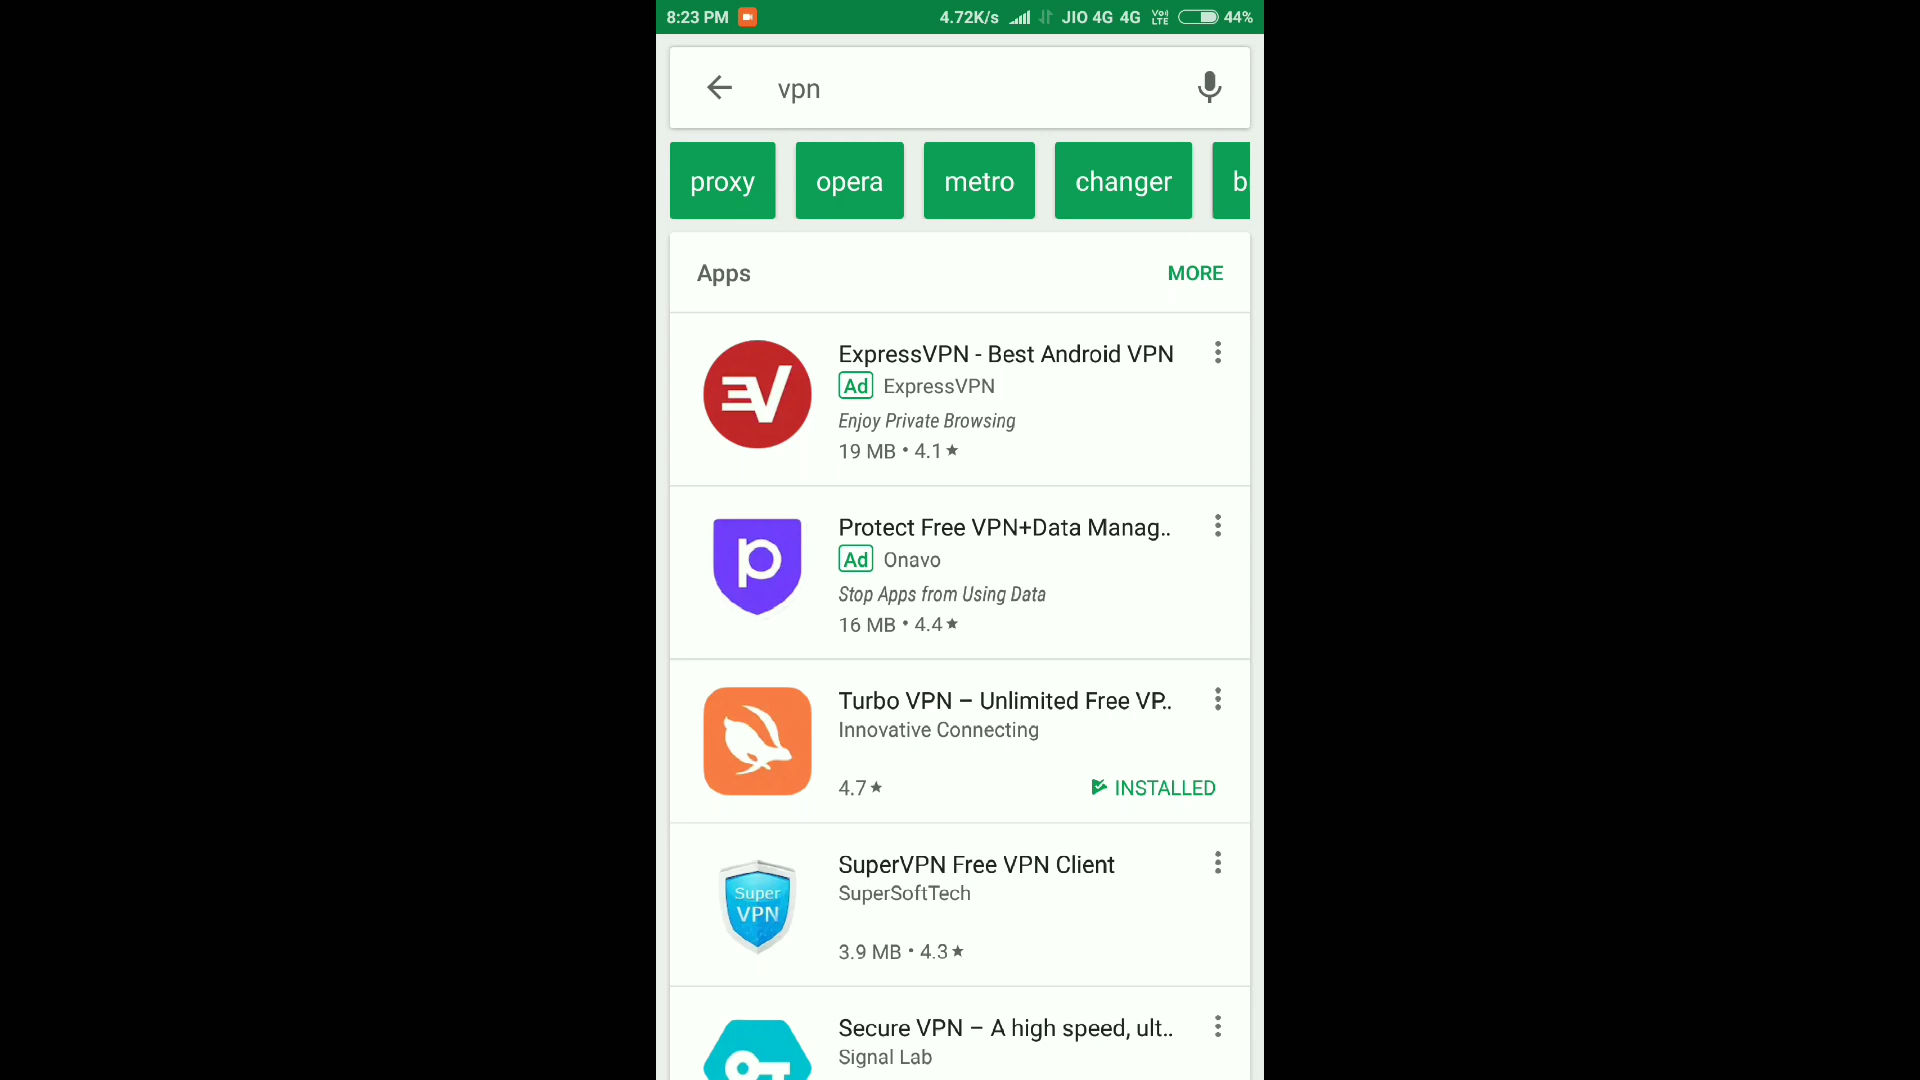 8:23 PM 4.72K/s JIO 4G 4G VoLTE 44%
vpn
proxy opera metro changer b
Apps MORE
ExpressVPN - Best Android VPN
Ad ExpressVPN
Enjoy Private Browsing
19 MB • 4.1★
Protect Free VPN+Data Manag..
Ad Onavo
Stop Apps from Using Data
16 MB • 4.4★
Turbo VPN – Unlimited Free VP..
Innovative Connecting
4.7★ INSTALLED
Super
VPN
SuperVPN Free VPN Client
SuperSoftTech
3.9 MB • 4.3★
Secure VPN – A high speed, ult..
Signal Lab